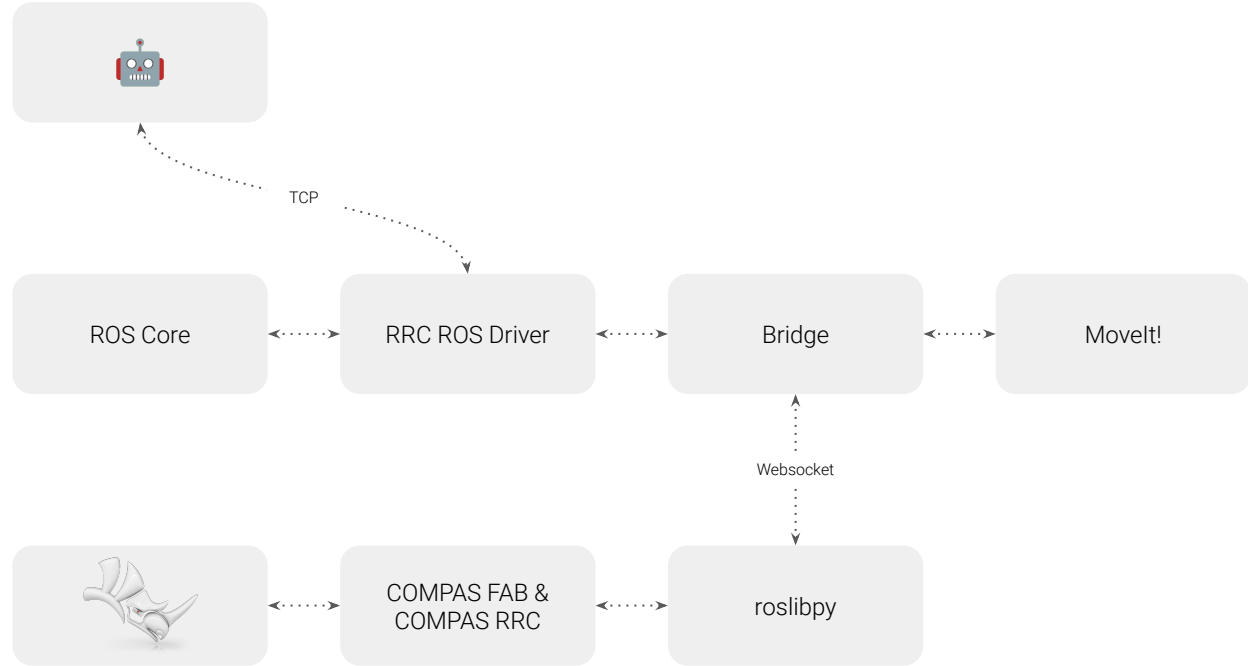 TCP
ROS Core
RRC ROS Driver
Bridge
MoveIt!
Websocket
COMPAS FAB &
COMPAS RRC
roslibpy